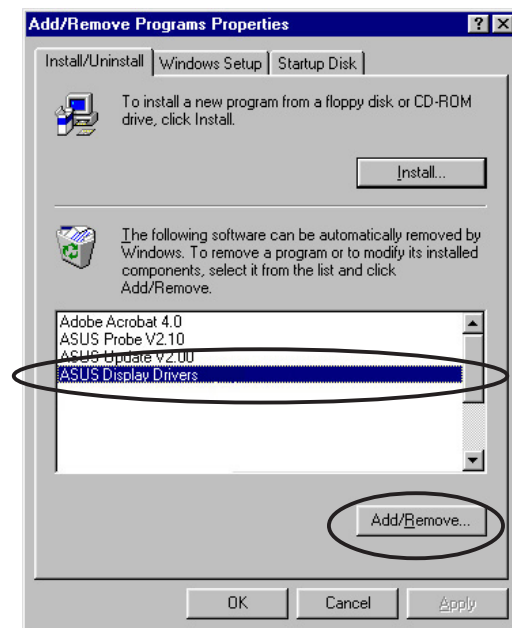 Add/Remove Programs Properties
Install/Uninstall
Windows Setup
Startup Disk
To install a new program from a floppy disk or CD-ROM
drive, click Install.
Install...
The following software can be automatically removed by
Windows. To remove a program or to modify its installed
components, select it from the list and click
Add/Remove.
Adobe Acrobat 4.0
ASUS Probe V2.10
ASUS Update V2.00
ASUS Display Drivers
Add/Remove...
OK
Cancel
Apply